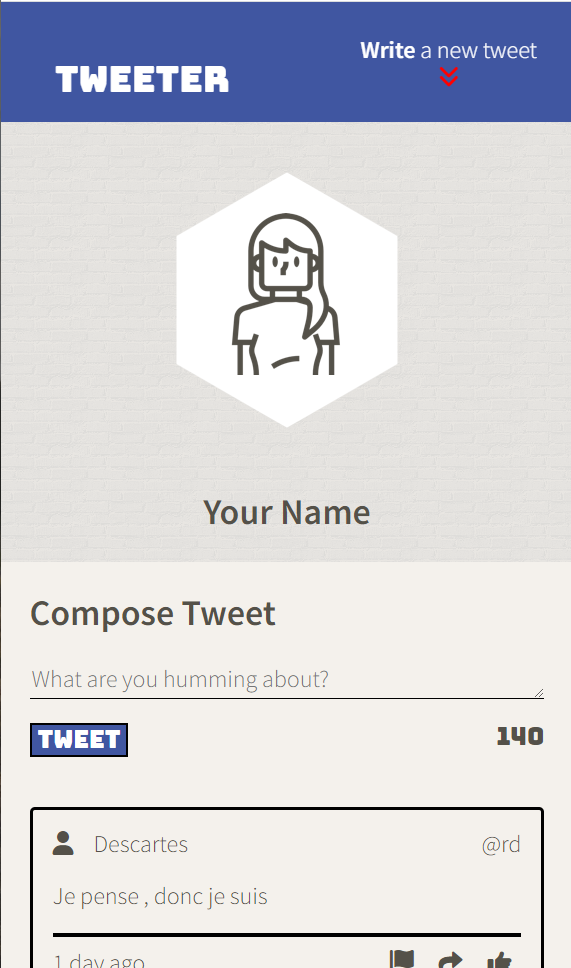 Write a new tweet
TWEETER
Your Name
Compose Tweet
What are you humming about?
TWEET 140
Descartes @rd
Je pense , donc je suis
1 day ago